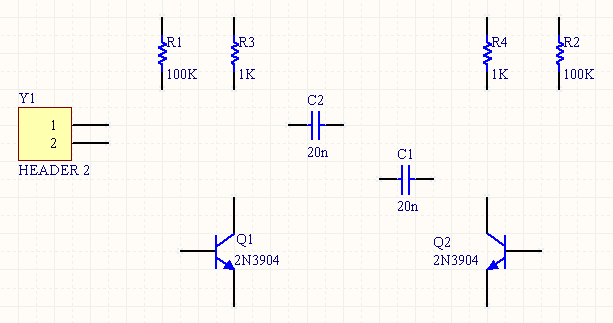 R1
R3
R4
R2
100K
1K
1K
100K
Y1
C2
1
2
20n
C1
HEADER 2
20n
Q1
Q2
2N3904
2N3904